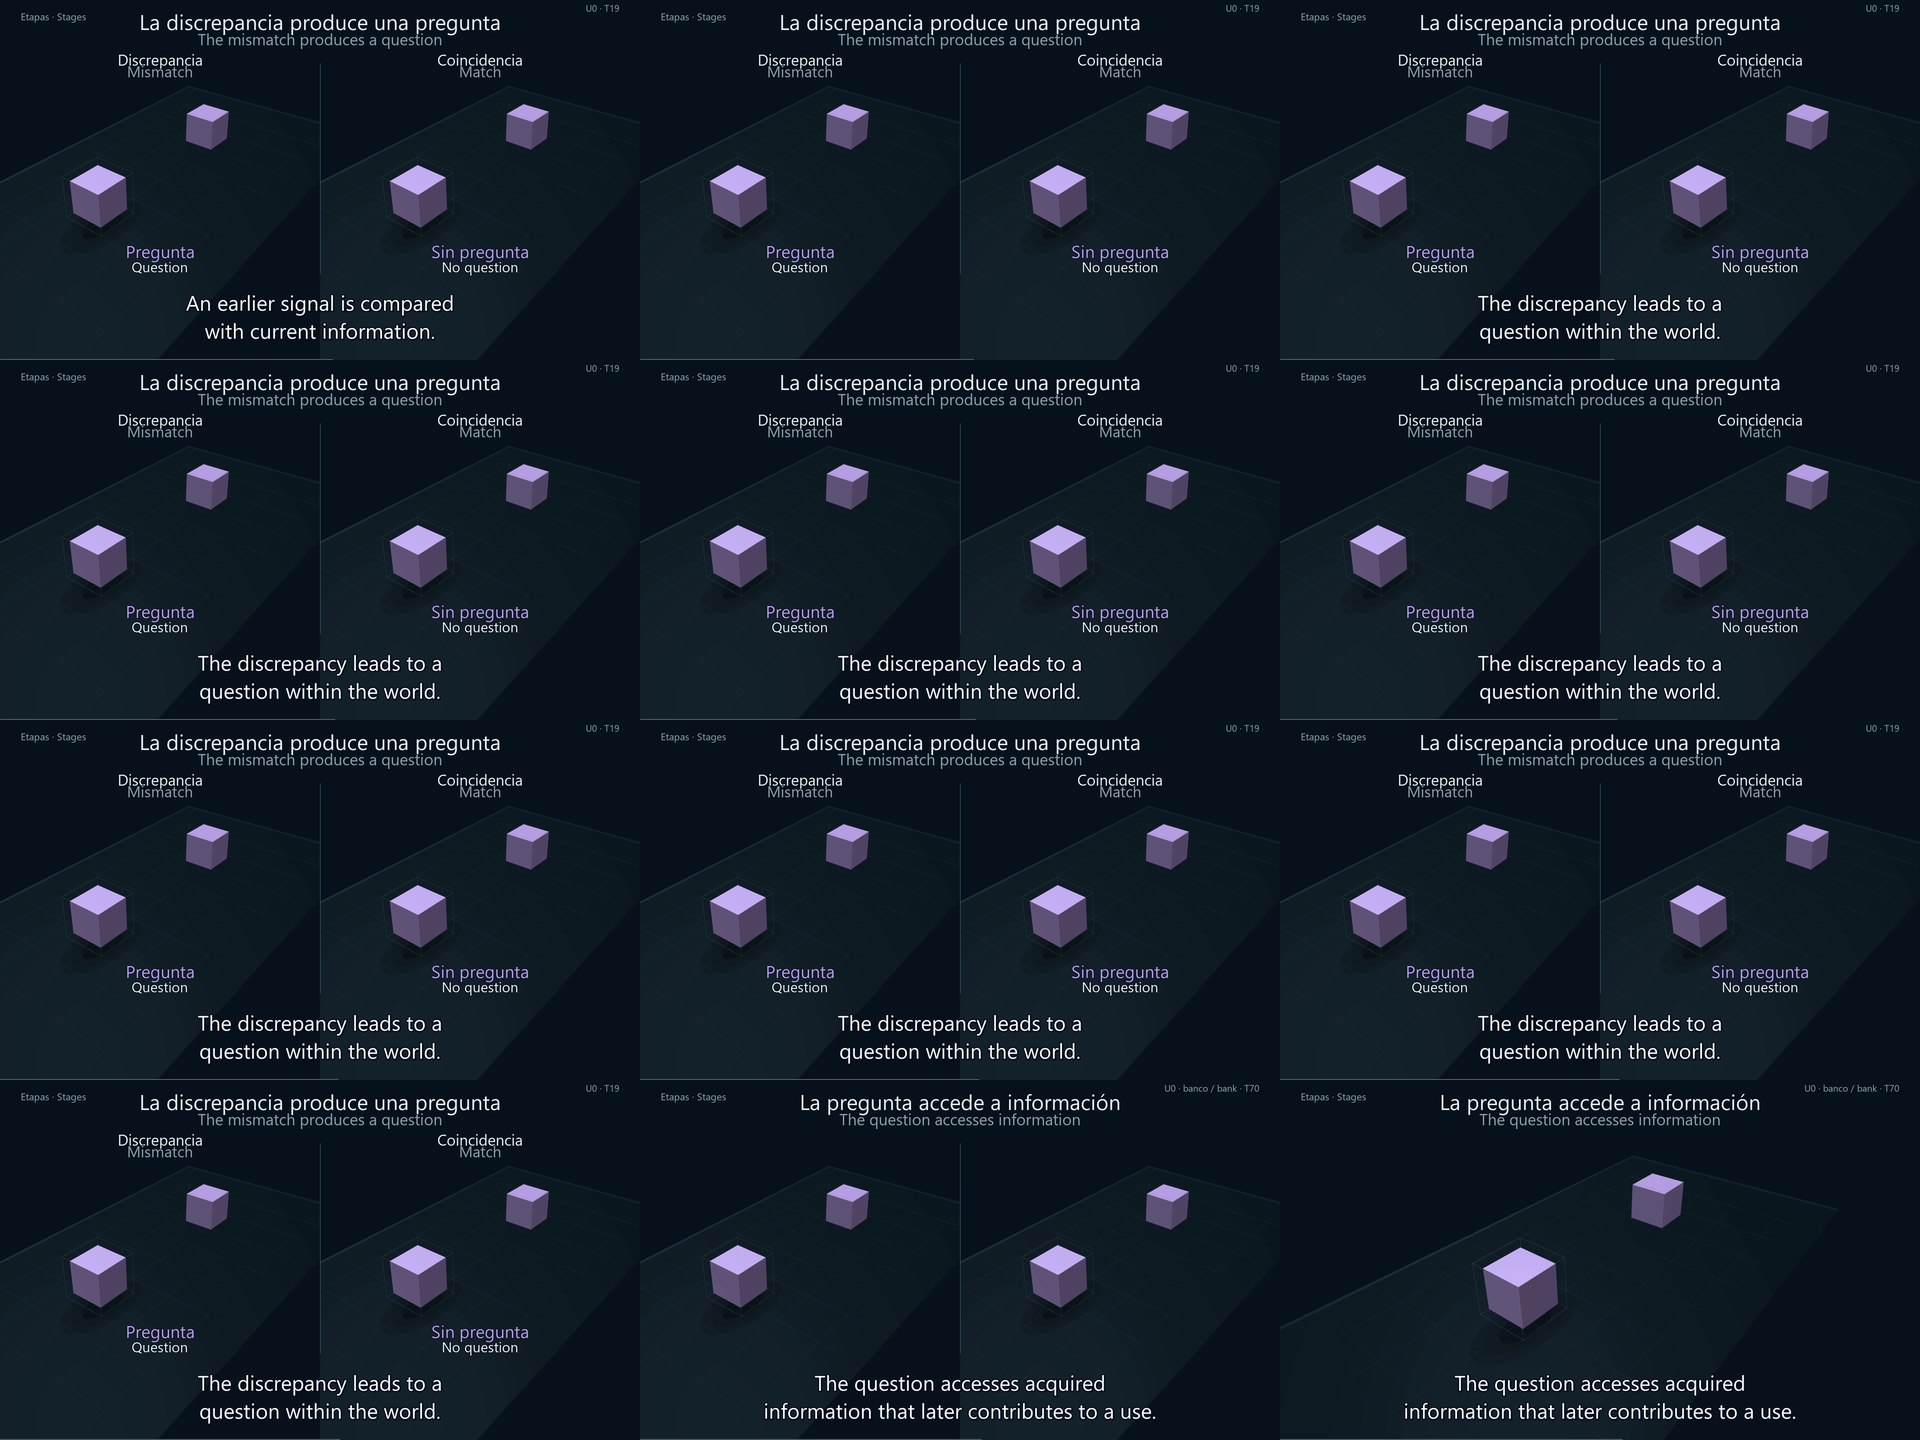 Etapas · Stages
U0 · T19
La discrepancia produce una pregunta
The mismatch produces a question
Discrepancia
Mismatch
Coincidencia
Match
Pregunta
Question
Sin pregunta
No question
An earlier signal is compared
with current information.
U0 · T19
La discrepancia produce una pregunta
The mismatch produces a question
Discrepancia
Mismatch
Coincidencia
Match
Pregunta
Question
Sin pregunta
No question
Etapas · Stages
U0 · T19
La discrepancia produce una pregunta
The mismatch produces a question
Discrepancia
Mismatch
Coincidencia
Match
Pregunta
Question
Sin pregunta
No question
The discrepancy leads to a
question within the world.
Etapas · Stages
U0 · T19
La discrepancia produce una pregunta
The mismatch produces a question
Discrepancia
Mismatch
Coincidencia
Match
Pregunta
Question
Sin pregunta
No question
The discrepancy leads to a
question within the world.
Etapas · Stages
U0 · T19
La discrepancia produce una pregunta
The mismatch produces a question
Discrepancia
Mismatch
Coincidencia
Match
Pregunta
Question
Sin pregunta
No question
The discrepancy leads to a
question within the world.
Etapas · Stages
U0 · T19
La discrepancia produce una pregunta
The mismatch produces a question
Discrepancia
Mismatch
Coincidencia
Match
Pregunta
Question
Sin pregunta
No question
The discrepancy leads to a
question within the world.
Etapas · Stages
U0 · T19
La discrepancia produce una pregunta
The mismatch produces a question
Discrepancia
Mismatch
Coincidencia
Match
Pregunta
Question
Sin pregunta
No question
The discrepancy leads to a
question within the world.
Etapas · Stages
U0 · T19
La discrepancia produce una pregunta
The mismatch produces a question
Discrepancia
Mismatch
Coincidencia
Match
Pregunta
Question
Sin pregunta
No question
The discrepancy leads to a
question within the world.
Etapas · Stages
U0 · T19
La discrepancia produce una pregunta
The mismatch produces a question
Discrepancia
Mismatch
Coincidencia
Match
Pregunta
Question
Sin pregunta
No question
The discrepancy leads to a
question within the world.
Etapas · Stages
U0 · T19
La discrepancia produce una pregunta
The mismatch produces a question
Discrepancia
Mismatch
Coincidencia
Match
Pregunta
Question
Sin pregunta
No question
The discrepancy leads to a
question within the world.
Etapas · Stages
U0 · banco / bank · T70
La pregunta accede a información
The question accesses information
The question accesses acquired
information that later contributes to a use.
Etapas · Stages
U0 · banco / bank · T70
La pregunta accede a información
The question accesses information
The question accesses acquired
information that later contributes to a use.